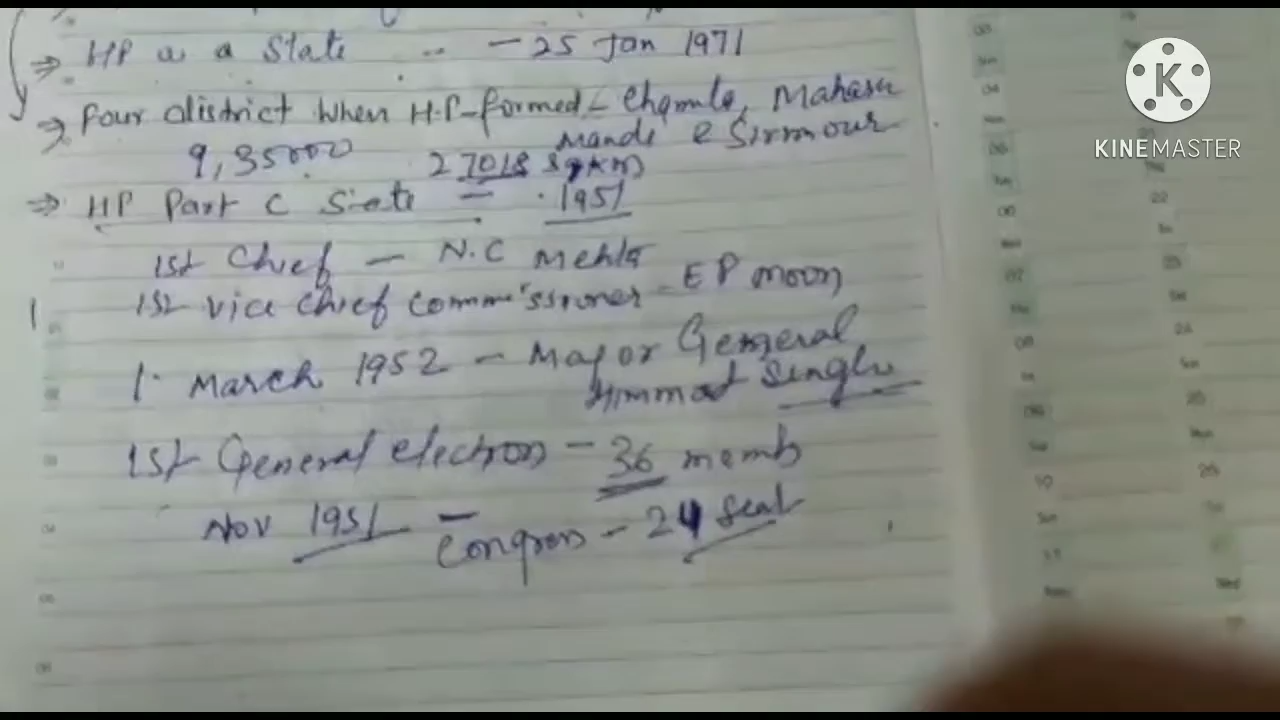 ⇒ HP as a State -- - 25 Jan 1971
⇒ four district when H.P-formed - Chamba, Mahasu
Mandi & Sirmour
9,35000 27018 sqkm
⇒ HP Part C State = 1951
1st Chief - N.C Mehta
1st vice chief commissioner - EP moon
1. March 1952 - Major General
Himmat Singh
1st General election - 36 memb
Nov 1951 -
Congress - 24 Seat
K
KINEMASTER